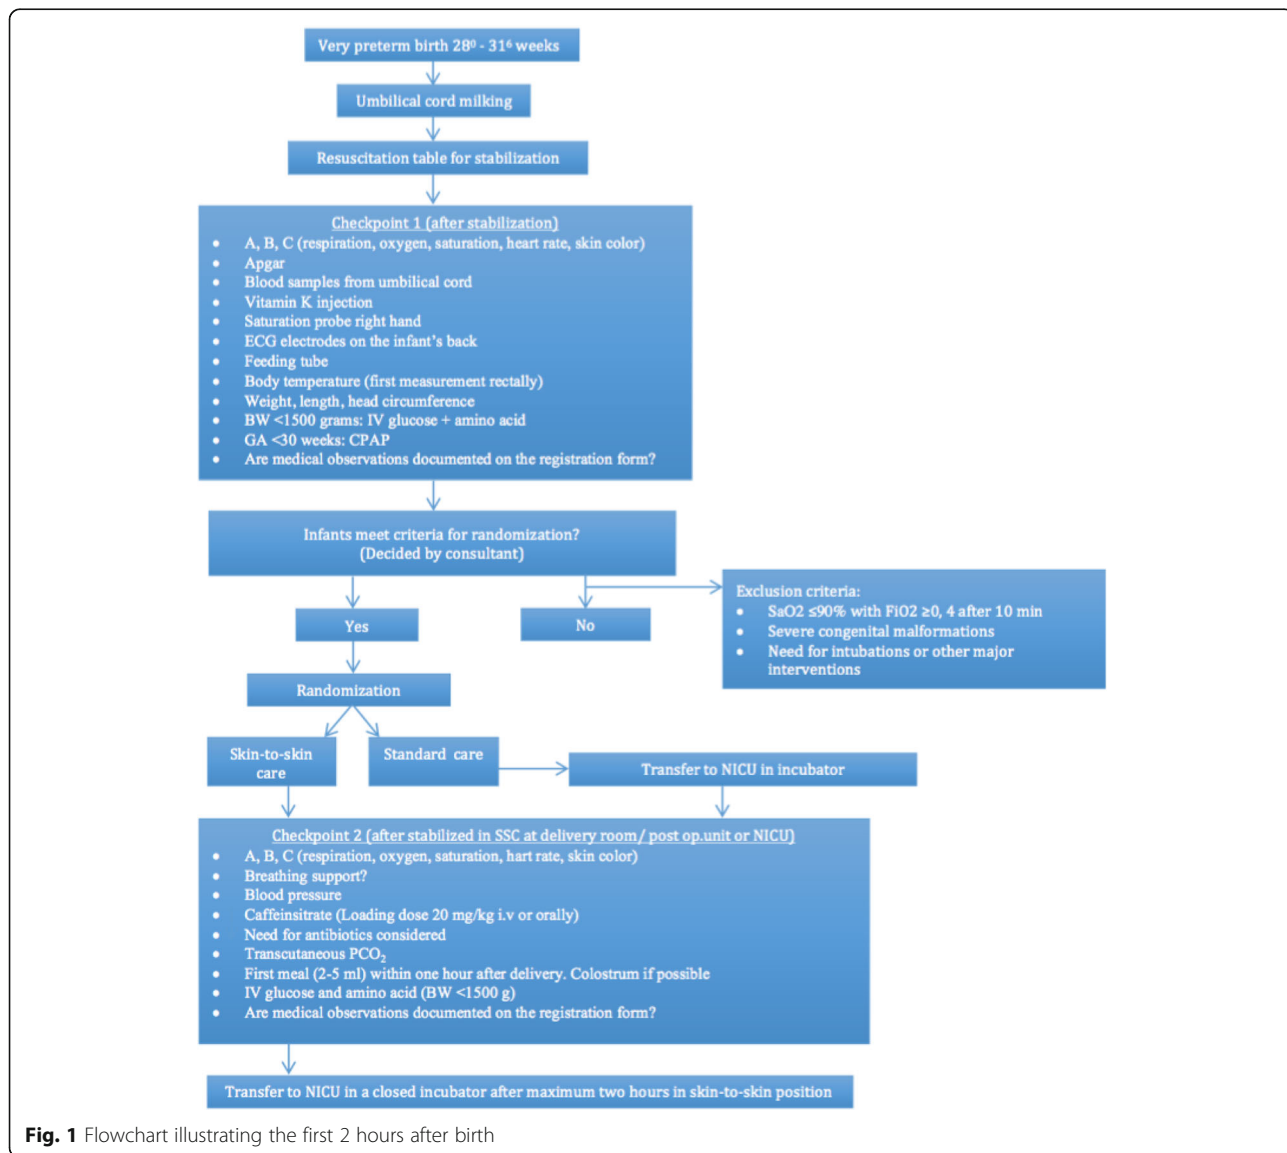 Very preterm birth 28⁰ - 31⁶ weeks
Umbilical cord milking
Resuscitation table for stabilization
Checkpoint 1 (after stabilization)
• A, B, C (respiration, oxygen, saturation, heart rate, skin color)
• Apgar
• Blood samples from umbilical cord
• Vitamin K injection
• Saturation probe right hand
• ECG electrodes on the infant's back
• Feeding tube
• Body temperature (first measurement rectally)
• Weight, length, head circumference
• BW <1500 grams: IV glucose + amino acid
• GA <30 weeks: CPAP
• Are medical observations documented on the registration form?
Infants meet criteria for randomization?
(Decided by consultant)
Yes
No
Exclusion criteria:
• SaO2 ≤90% with FiO2 ≥0, 4 after 10 min
• Severe congenital malformations
• Need for intubations or other major
interventions
Randomization
Skin-to-skin
care
Standard care
Transfer to NICU in incubator
Checkpoint 2 (after stabilized in SSC at delivery room/ post op.unit or NICU)
• A, B, C (respiration, oxygen, saturation, hart rate, skin color)
• Breathing support?
• Blood pressure
• Caffeinsitrate (Loading dose 20 mg/kg i.v or orally)
• Need for antibiotics considered
• Transcutaneous PCO₂
• First meal (2-5 ml) within one hour after delivery. Colostrum if possible
• IV glucose and amino acid (BW <1500 g)
• Are medical observations documented on the registration form?
Transfer to NICU in a closed incubator after maximum two hours in skin-to-skin position
Fig. 1 Flowchart illustrating the first 2 hours after birth